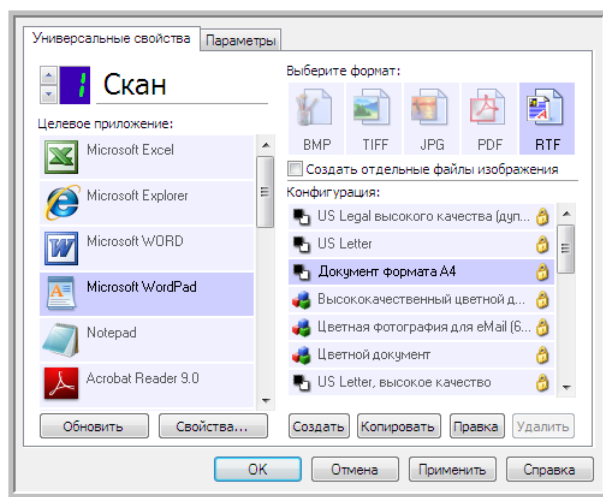 Универсальные свойства
Параметры
1 Скан
Целевое приложение:
Microsoft Excel
Microsoft Explorer
Microsoft WORD
Microsoft WordPad
Notepad
Acrobat Reader 9.0
Обновить
Свойства...
Выберите формат:
BMP
TIFF
JPG
PDF
RTF
Создать отдельные файлы изображения
Конфигурация:
US Legal высокого качества (дуп...
US Letter
Документ формата A4
Высококачественный цветной д...
Цветная фотография для eMail (6...
Цветной документ
US Letter, высокое качество
Создать
Копировать
Правка
Удалить
OK
Отмена
Применить
Справка